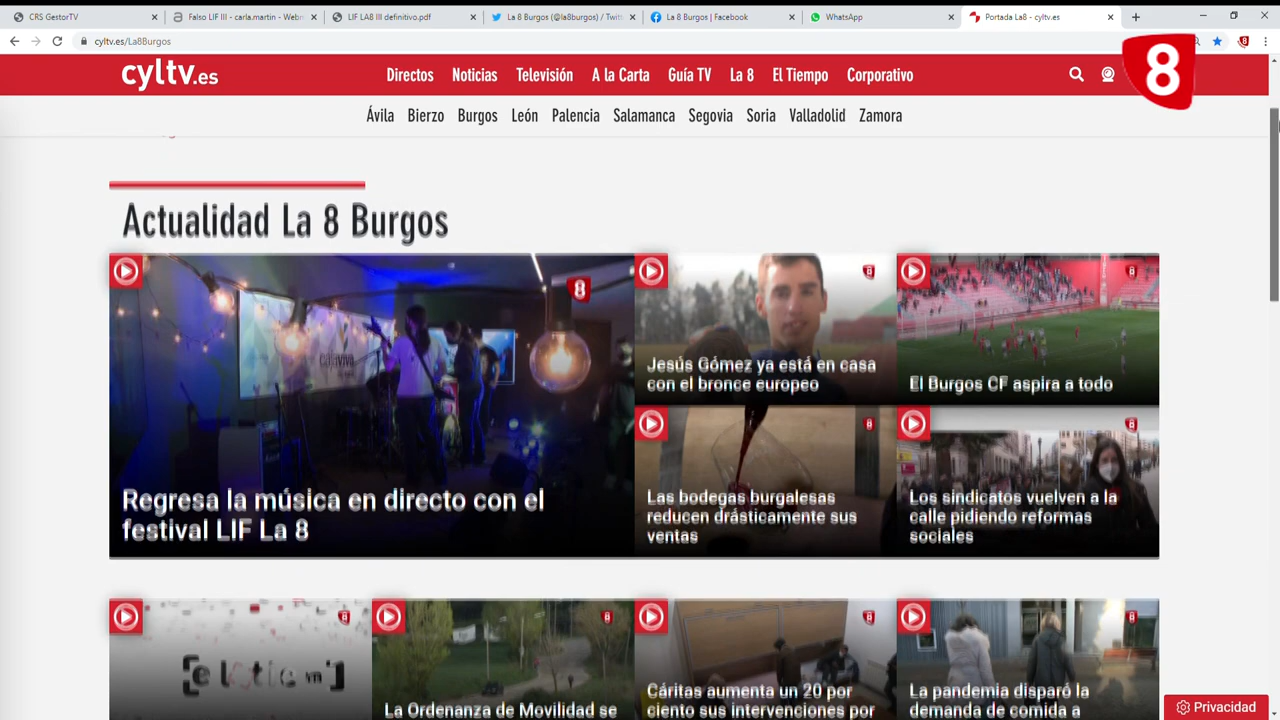 CRS GestorTV
Falso LIF III - carla.martin - Webm
LIF LA8 III definitivo.pdf
La 8 Burgos (@la8burgos) / Twitt
La 8 Burgos | Facebook
WhatsApp
Portada La8 - cyltv.es
cyltv.es/La8Burgos
cyltv.es
Directos Noticias Televisión A la Carta Guía TV La 8 El Tiempo Corporativo
8
Ávila Bierzo Burgos León Palencia Salamanca Segovia Soria Valladolid Zamora
Actualidad La 8 Burgos
8
Regresa la música en directo con el
festival LIF La 8
Jesús Gómez ya está en casa
con el bronce europeo
El Burgos CF aspira a todo
Las bodegas burgalesas
reducen drásticamente sus
ventas
Los sindicatos vuelven a la
calle pidiendo reformas
sociales
La Ordenanza de Movilidad se
Cáritas aumenta un 20 por
ciento sus intervenciones por
La pandemia disparó la
demanda de comida a
Privacidad